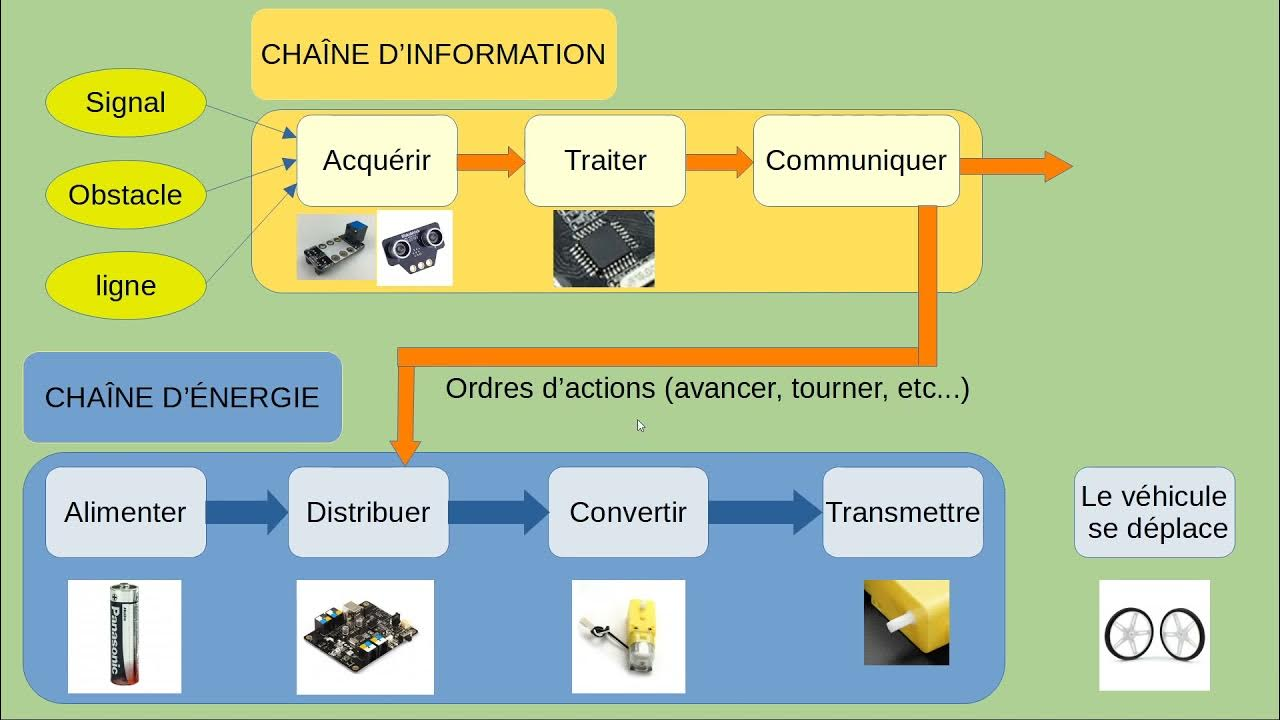 CHAÎNE D’INFORMATION
Signal
Acquérir
Traiter
Communiquer
Obstacle
ligne
CHAÎNE D’ÉNERGIE
Ordres d’actions (avancer, tourner, etc...)
Alimenter
Distribuer
Convertir
Transmettre
Le véhicule
se déplace
Panasonic